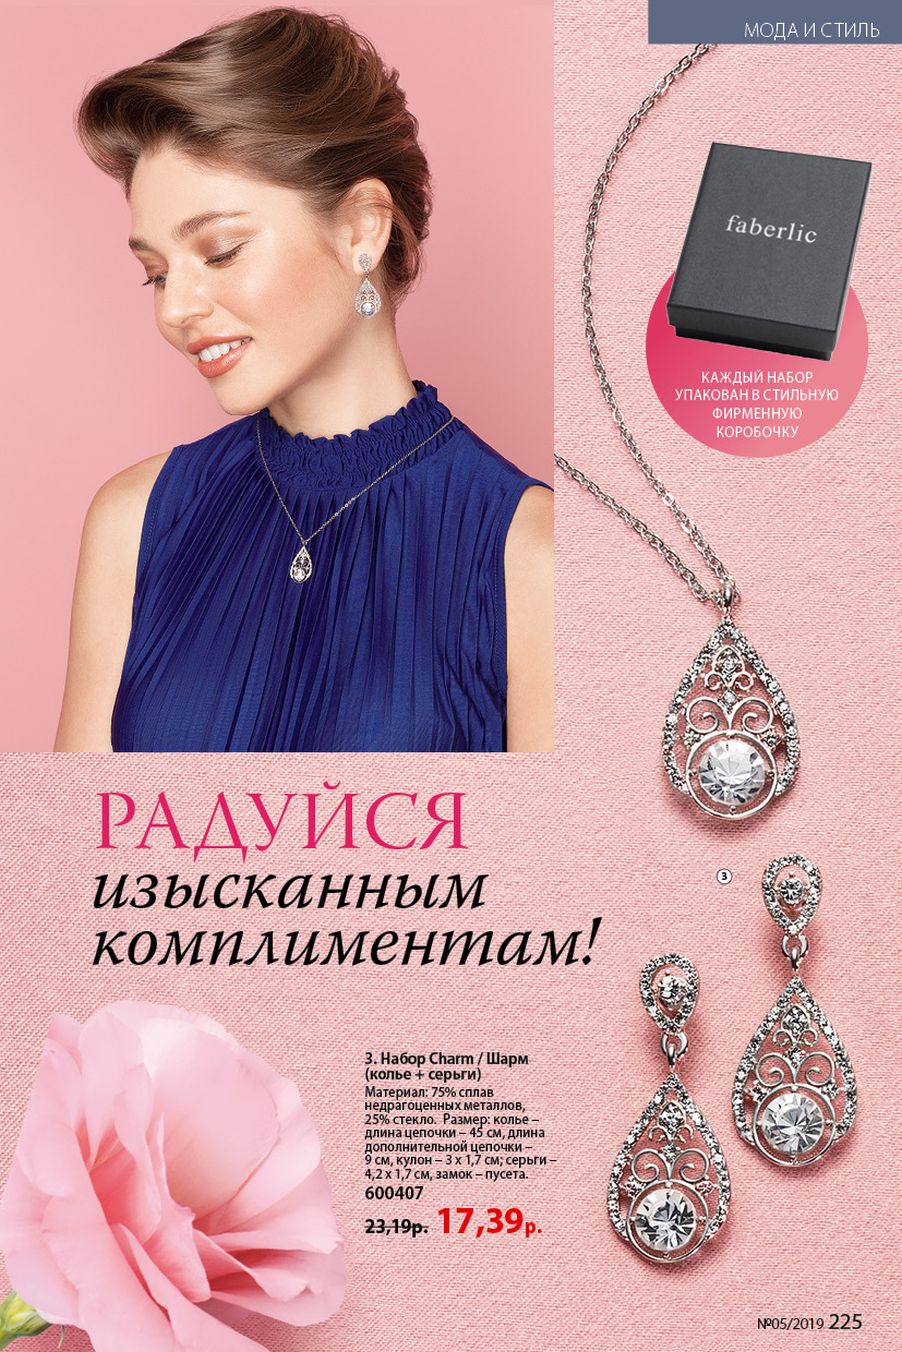 МОДА И СТИЛЬ
faberlic
КАЖДЫЙ НАБОР
УПАКОВАН В СТИЛЬНУЮ
ФИРМЕННУЮ
КОРОБОЧКУ
РАДУЙСЯ
изысканным
комплиментам!
3
3. Набор Charm / Шарм
(колье + серьги)
Материал: 75% сплав
недрагоценных металлов,
25% стекло. Размер: колье –
длина цепочки – 45 см, длина
дополнительной цепочки –
9 см, кулон – 3 х 1,7 см; серьги –
4,2 х 1,7 см, замок – пусета.
600407
23,19р. 17,39р.
№05/2019 225